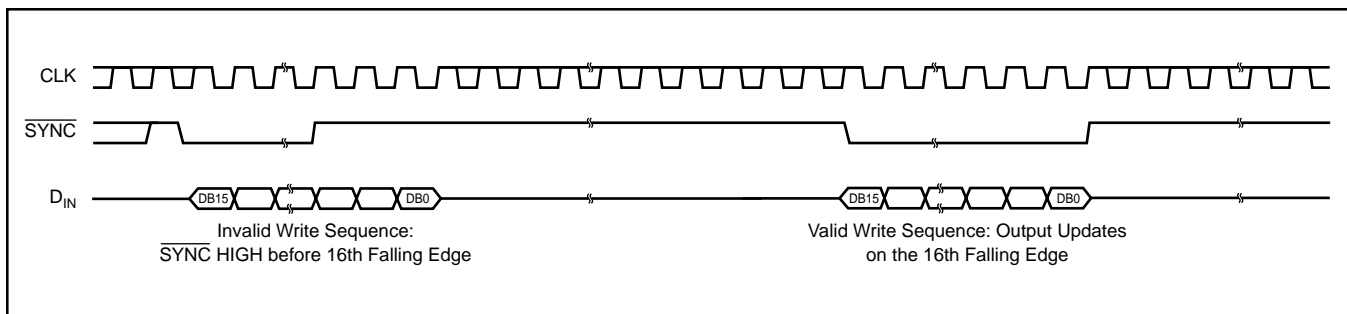 CLK
SYNC
DIN
DB15 DB0 DB15 DB0
Invalid Write Sequence:
SYNC HIGH before 16th Falling Edge
Valid Write Sequence: Output Updates
on the 16th Falling Edge